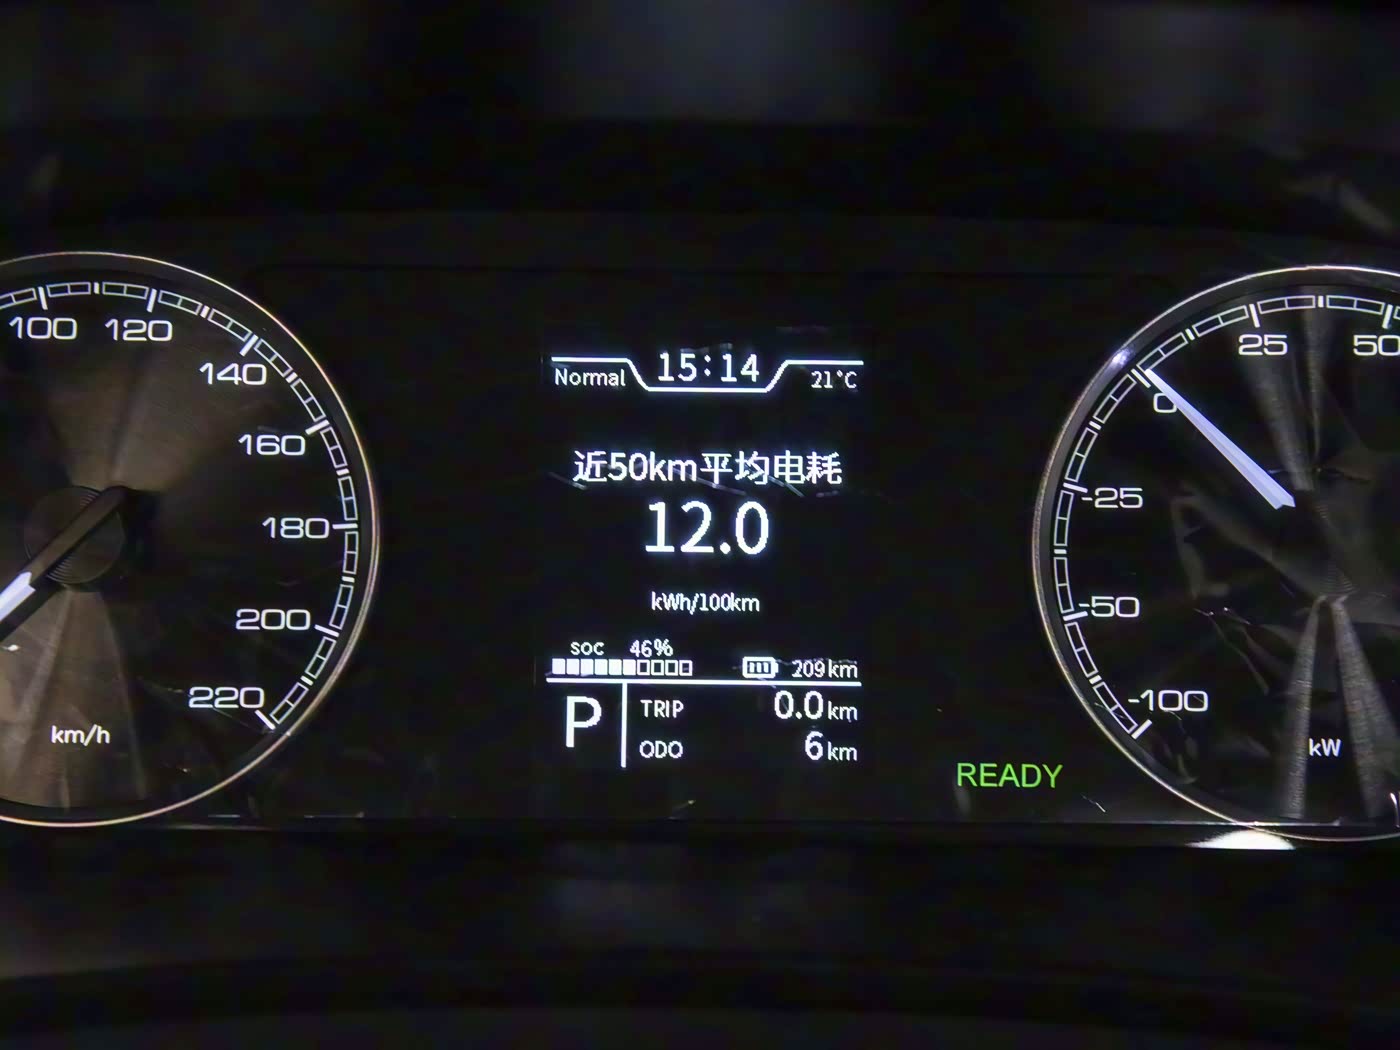 100
120
140
160
180
200
220
km/h
15:14
Normal
21°C
近50km平均电耗
12.0
kWh/100km
SOC 46%
209km
P
TRIP 0.0km
ODO 6km
READY
50
25
0
-25
-50
-100
kW